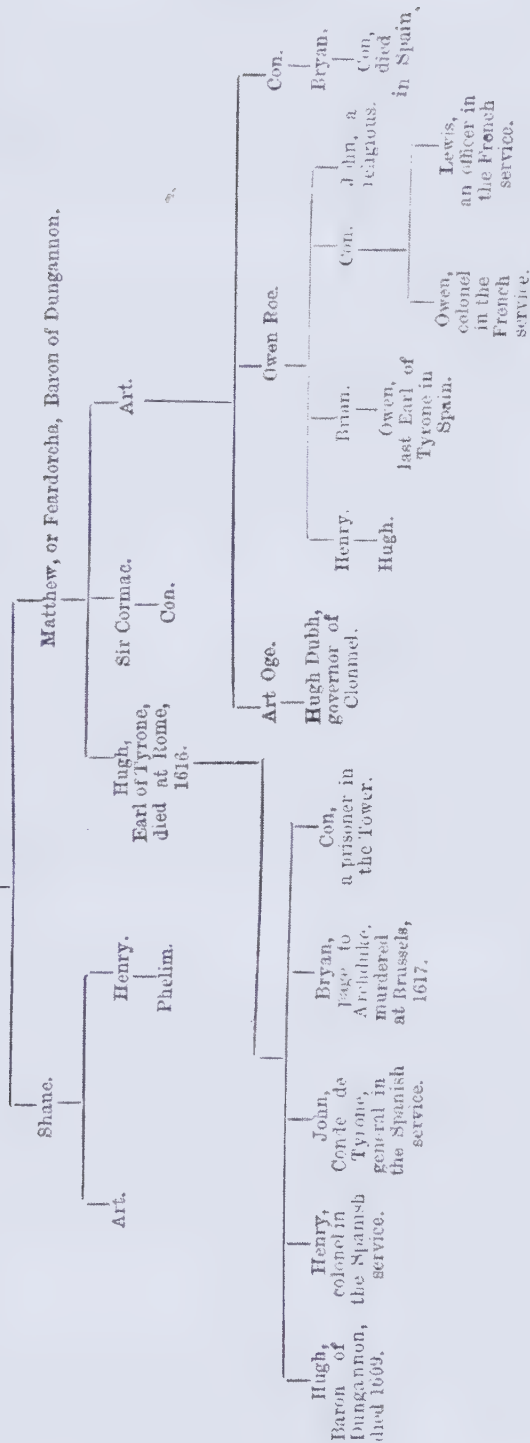 Shane.
Matthew, or Feardorcha, Baron of Dungannon.
Art.
Henry.
Phelim.
Hugh,
Earl of Tyrone,
died at Rome,
1616.
Sir Cormac.
Con.
Art.
Hugh,
Baron of
Dungannon,
died 1609.
Henry,
colonel in
the Spanish
service.
John,
Conde de
Tyrone,
general in
the Spanish
service.
Bryan,
page to
Archduke,
murdered
at Brussels,
1617.
Con,
a prisoner in
the Tower.
Art Oge.
Hugh Dubh,
governor of
Clonmel.
Owen Roe.
Con.
Bryan.
Con,
died
in Spain.
Henry.
Hugh.
Brian.
Owen,
last Earl of
Tyrone in
Spain.
Con.
John, a
religious.
Owen,
colonel
in the
French
service.
Lewis,
an officer in
the French
service.